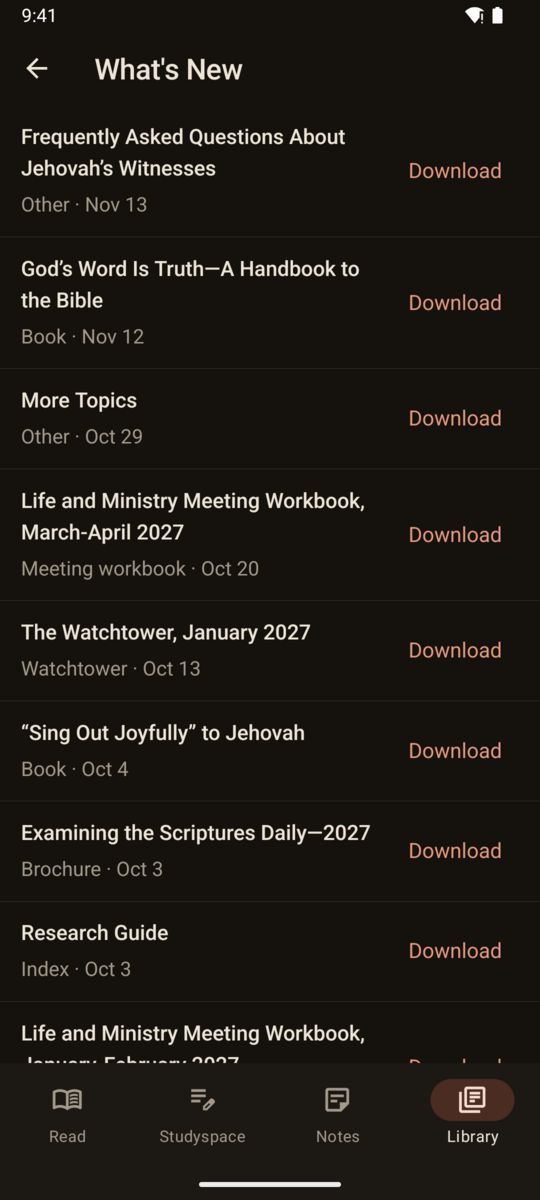 9:41
What's New
Frequently Asked Questions About
Jehovah’s Witnesses
Other · Nov 13
Download
God’s Word Is Truth—A Handbook to
the Bible
Book · Nov 12
Download
More Topics
Other · Oct 29
Download
Life and Ministry Meeting Workbook,
March-April 2027
Meeting workbook · Oct 20
Download
The Watchtower, January 2027
Watchtower · Oct 13
Download
“Sing Out Joyfully” to Jehovah
Book · Oct 4
Download
Examining the Scriptures Daily—2027
Brochure · Oct 3
Download
Research Guide
Index · Oct 3
Download
Life and Ministry Meeting Workbook,
January-February 2027
Read
Studyspace
Notes
Library